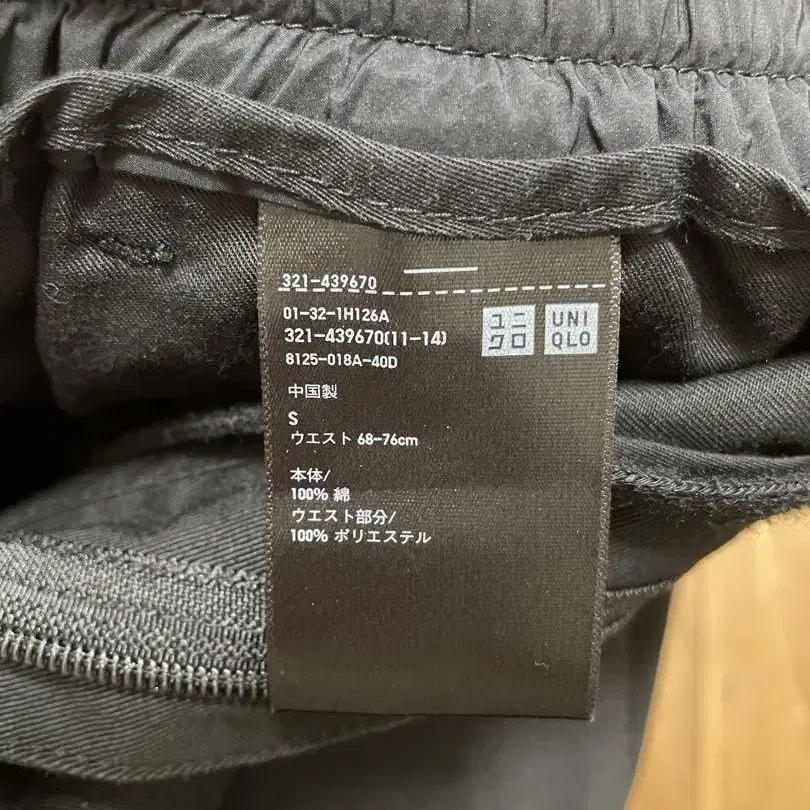 321-439670
01-32-1H126A
321-439670(11-14)
8125-018A-40D
ユニ
クロ
UNI
QLO
中国製
S
ウエスト 68-76cm
本体/
100% 綿
ウエスト部分/
100% ポリエステル